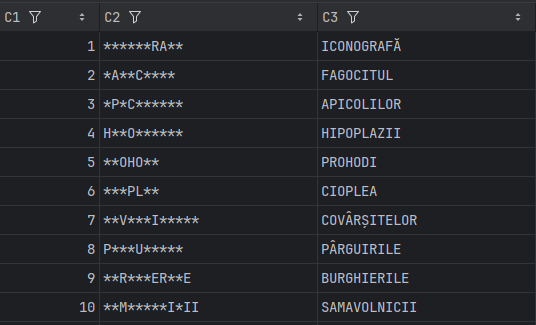 C1 C2 C3
1 ******RA** ICONOGRAFĂ
2 *A**C**** FAGOCITUL
3 *P*C****** APICOLILOR
4 H**O****** HIPOPLAZII
5 **OHO** PROHODI
6 ***PL** CIOPLEA
7 **V***I***** COVÂRȘITELOR
8 P***U***** PÂRGUIRILE
9 **R***ER**E BURGHIERILE
10 **M*****I*II SAMAVOLNICII